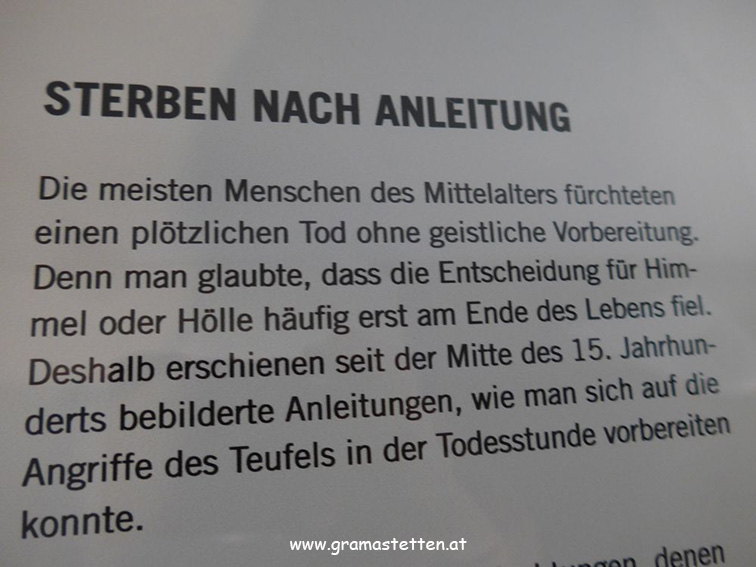 STERBEN NACH ANLEITUNG
Die meisten Menschen des Mittelalters fürchteten
einen plötzlichen Tod ohne geistliche Vorbereitung.
Denn man glaubte, dass die Entscheidung für Him-
mel oder Hölle häufig erst am Ende des Lebens fiel.
Deshalb erschienen seit der Mitte des 15. Jahrhun-
derts bebilderte Anleitungen, wie man sich auf die
Angriffe des Teufels in der Todesstunde vorbereiten
konnte.
denen
www.gramastetten.at